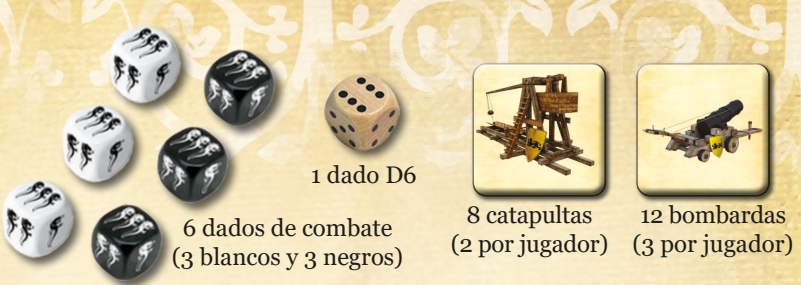 1 dado D6
6 dados de combate
(3 blancos y 3 negros)
8 catapultas
(2 por jugador)
12 bombardas
(3 por jugador)